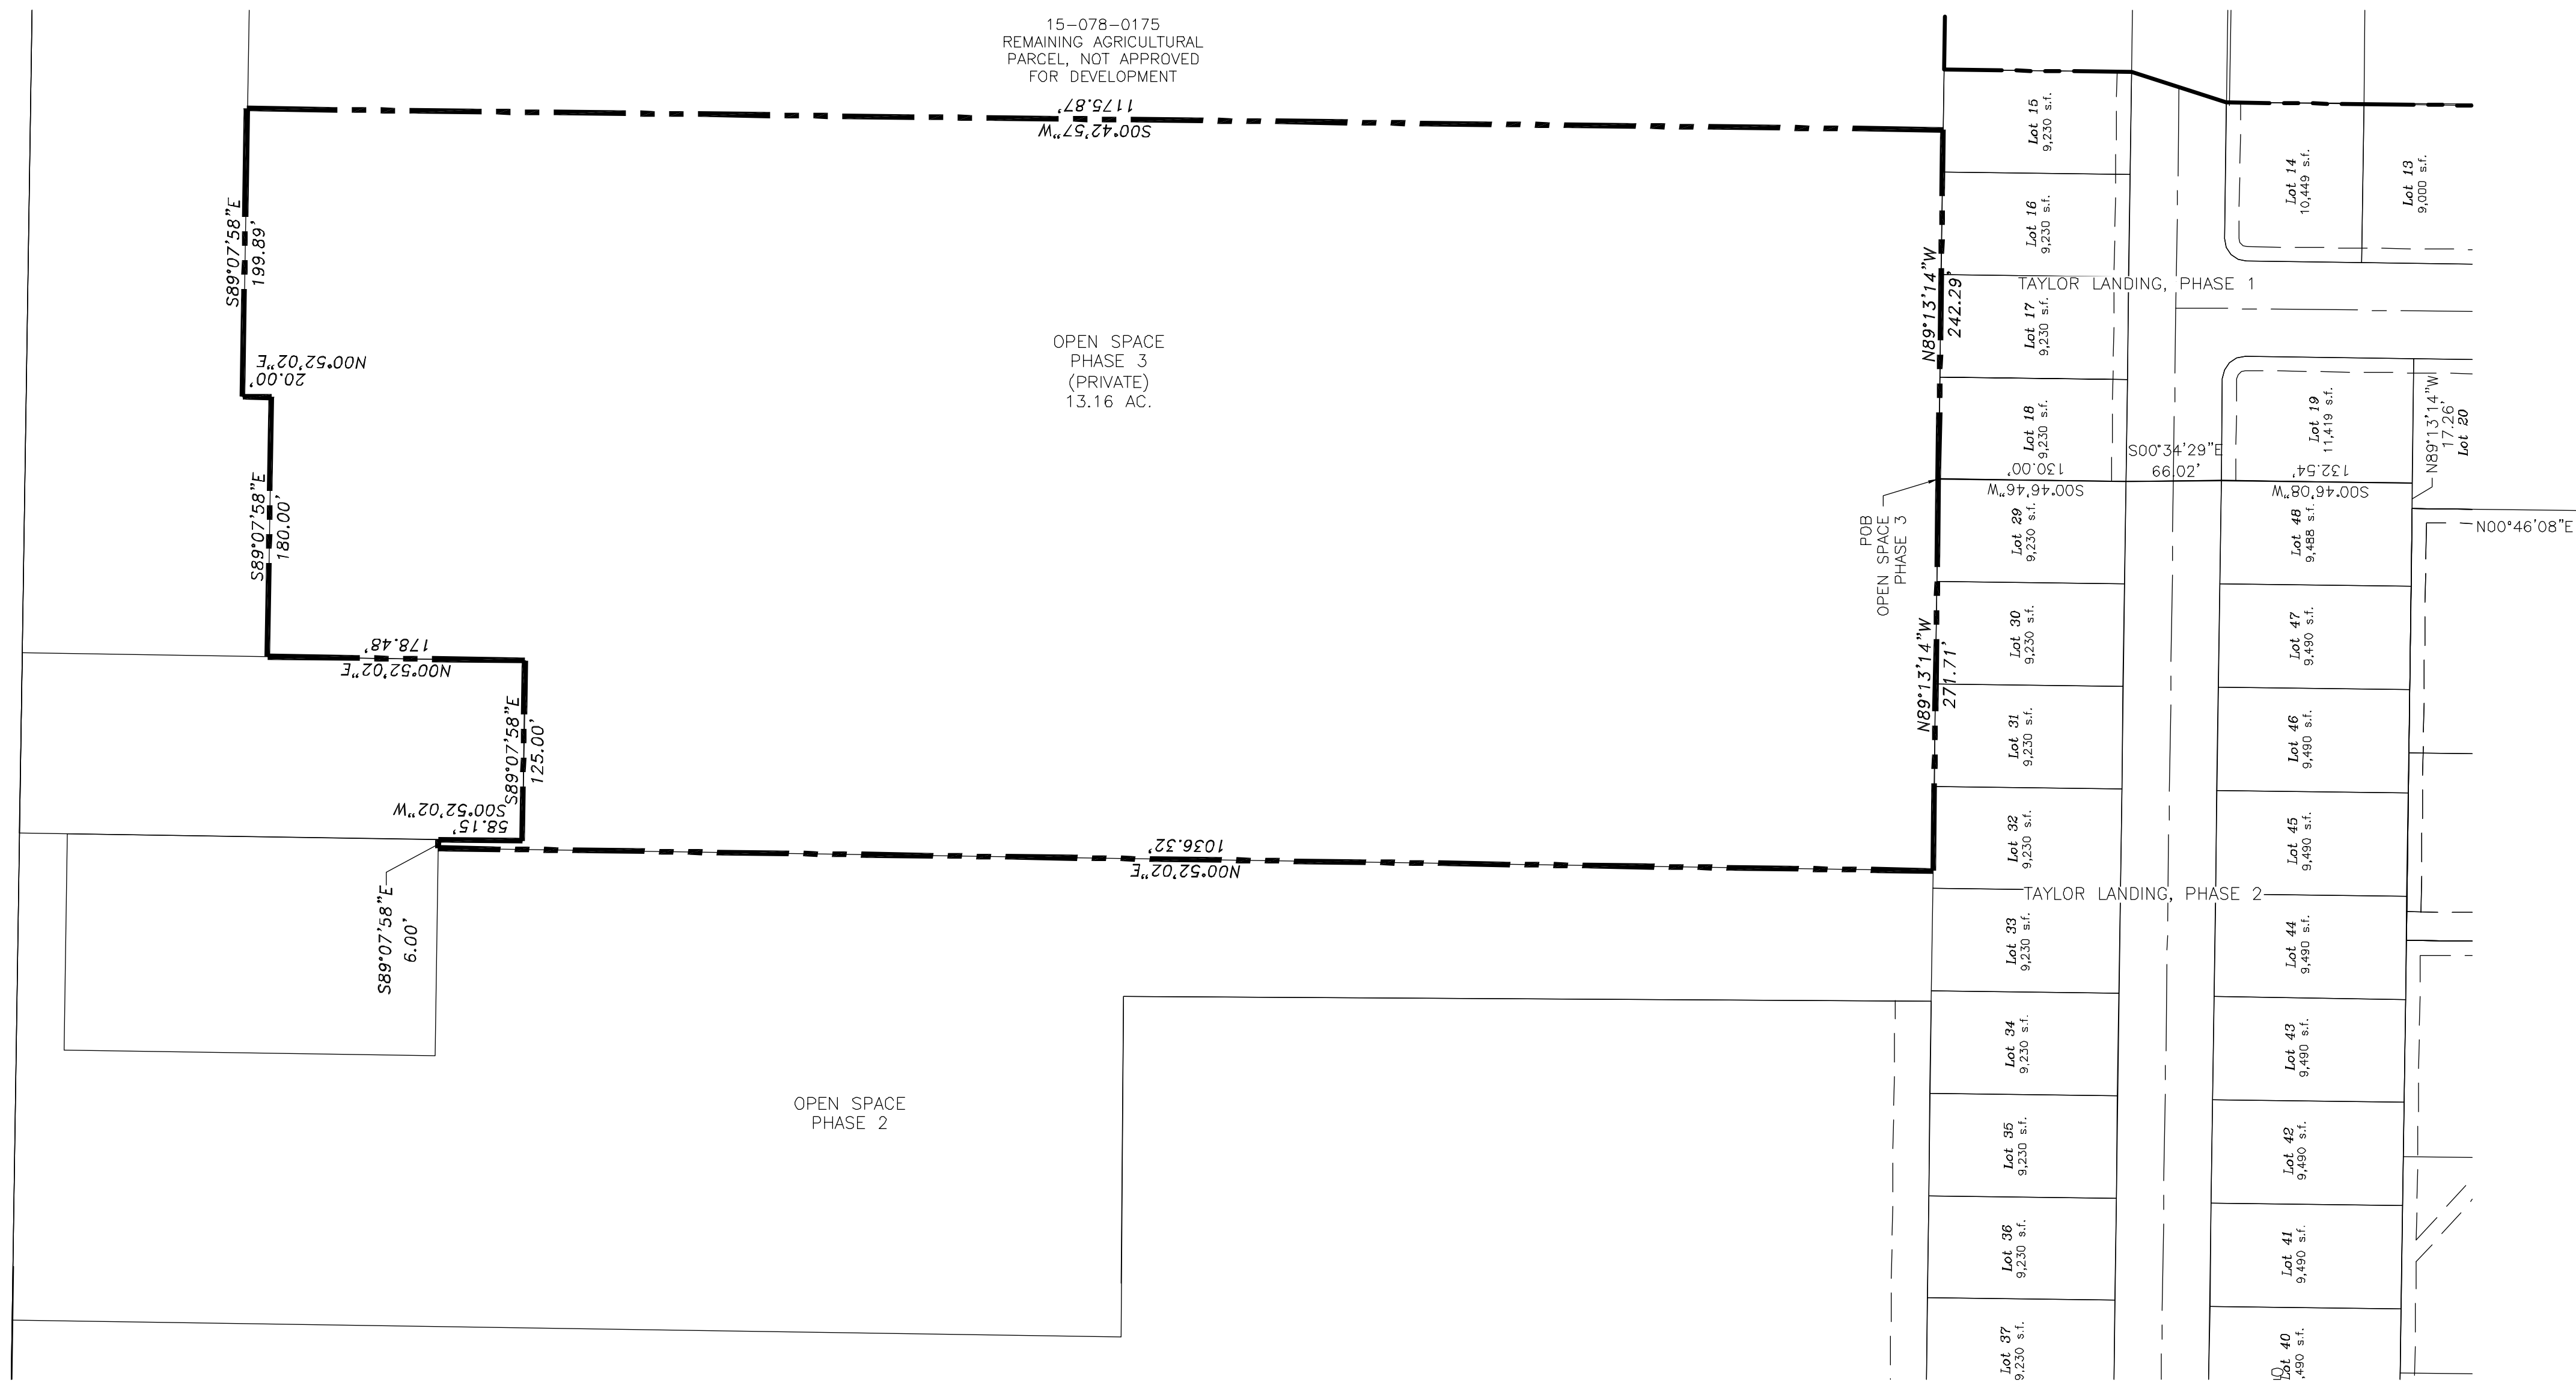 15-078-0175
REMAINING AGRICULTURAL
PARCEL, NOT APPROVED
FOR DEVELOPMENT
1175.87'
S00°42'57"W
S89°07'58"E
199.89'
N00°52'02"E
20.00'
S89°07'58"E
180.00'
178.48'
N00°52'02"E
S89°07'58"E
125.00'
S00°52'02"W
58.15'
S89°07'58"E
6.00'
1036.32'
N00°52'02"E
OPEN SPACE
PHASE 3
(PRIVATE)
13.16 AC.
N89°13'14"W
242.29'
POB
OPEN SPACE
PHASE 3
N89°13'14"W
271.71'
OPEN SPACE
PHASE 2
Lot 15
9,230 s.f.
Lot 16
9,230 s.f.
TAYLOR LANDING, PHASE 1
Lot 17
9,230 s.f.
Lot 18
9,230 s.f.
130.00'
S00°46'46"W
S00°34'29"E
66.02'
132.54'
S00°46'08"W
Lot 14
10,449 s.f.
Lot 13
9,000 s.f.
Lot 19
11,419 s.f.
N89°13'14"W
17.26'
Lot 20
N00°46'08"E
Lot 29
9,230 s.f.
Lot 30
9,230 s.f.
Lot 31
9,230 s.f.
Lot 32
9,230 s.f.
TAYLOR LANDING, PHASE 2
Lot 33
9,230 s.f.
Lot 34
9,230 s.f.
Lot 35
9,230 s.f.
Lot 36
9,230 s.f.
Lot 37
9,230 s.f.
Lot 48
9,488 s.f.
Lot 47
9,490 s.f.
Lot 46
9,490 s.f.
Lot 45
9,490 s.f.
Lot 44
9,490 s.f.
Lot 43
9,490 s.f.
Lot 42
9,490 s.f.
Lot 41
9,490 s.f.
Lot 40
,490 s.f.